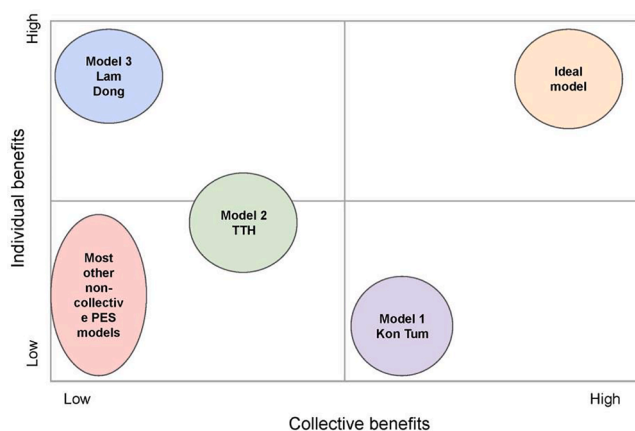 High
Individual benefits
Low
Model 3
Lam
Dong
Ideal
model
Model 2
TTH
Most
other
non-
collectiv
e PES
models
Model 1
Kon Tum
Low
High
Collective benefits